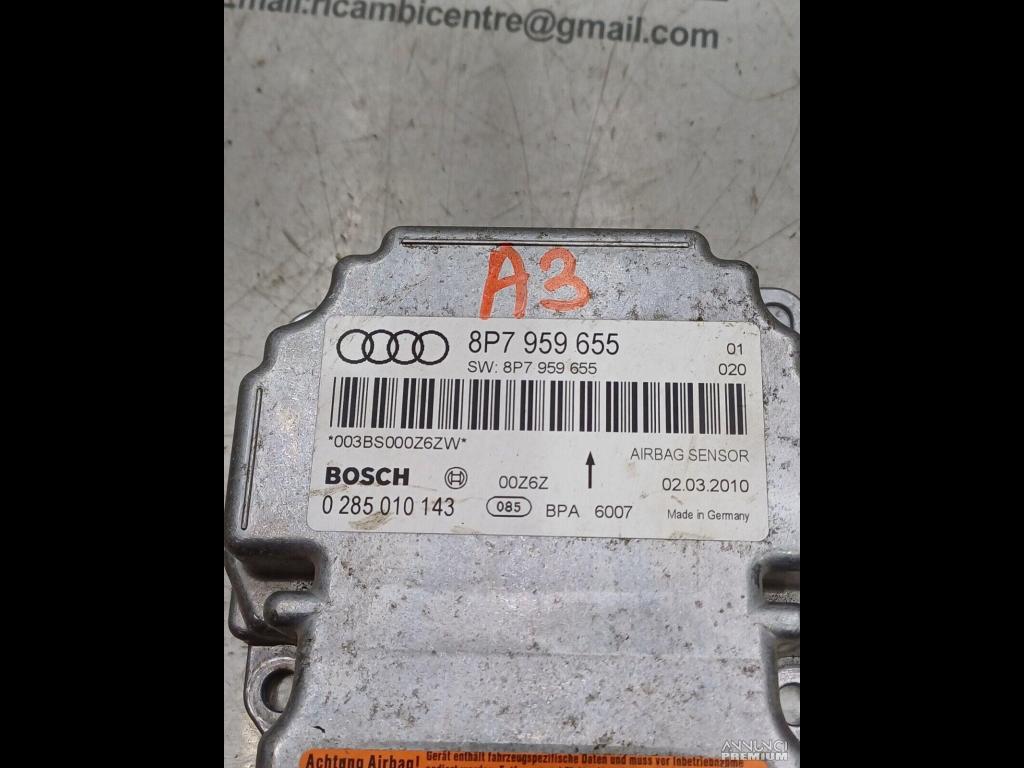 mail:ricambicentre@gmail.com
A3
8P7 959 655 01
SW: 8P7 959 655 020
*003BS000Z6ZW*
AIRBAG SENSOR
BOSCH 00Z6Z 02.03.2010
0 285 010 143 085 BPA 6007 Made in Germany
Achtung Airbag! Gerät enthält fahrzeugspezifische Daten und muss vor Inbetriebnahme
ANNUNCI
PREMIUM